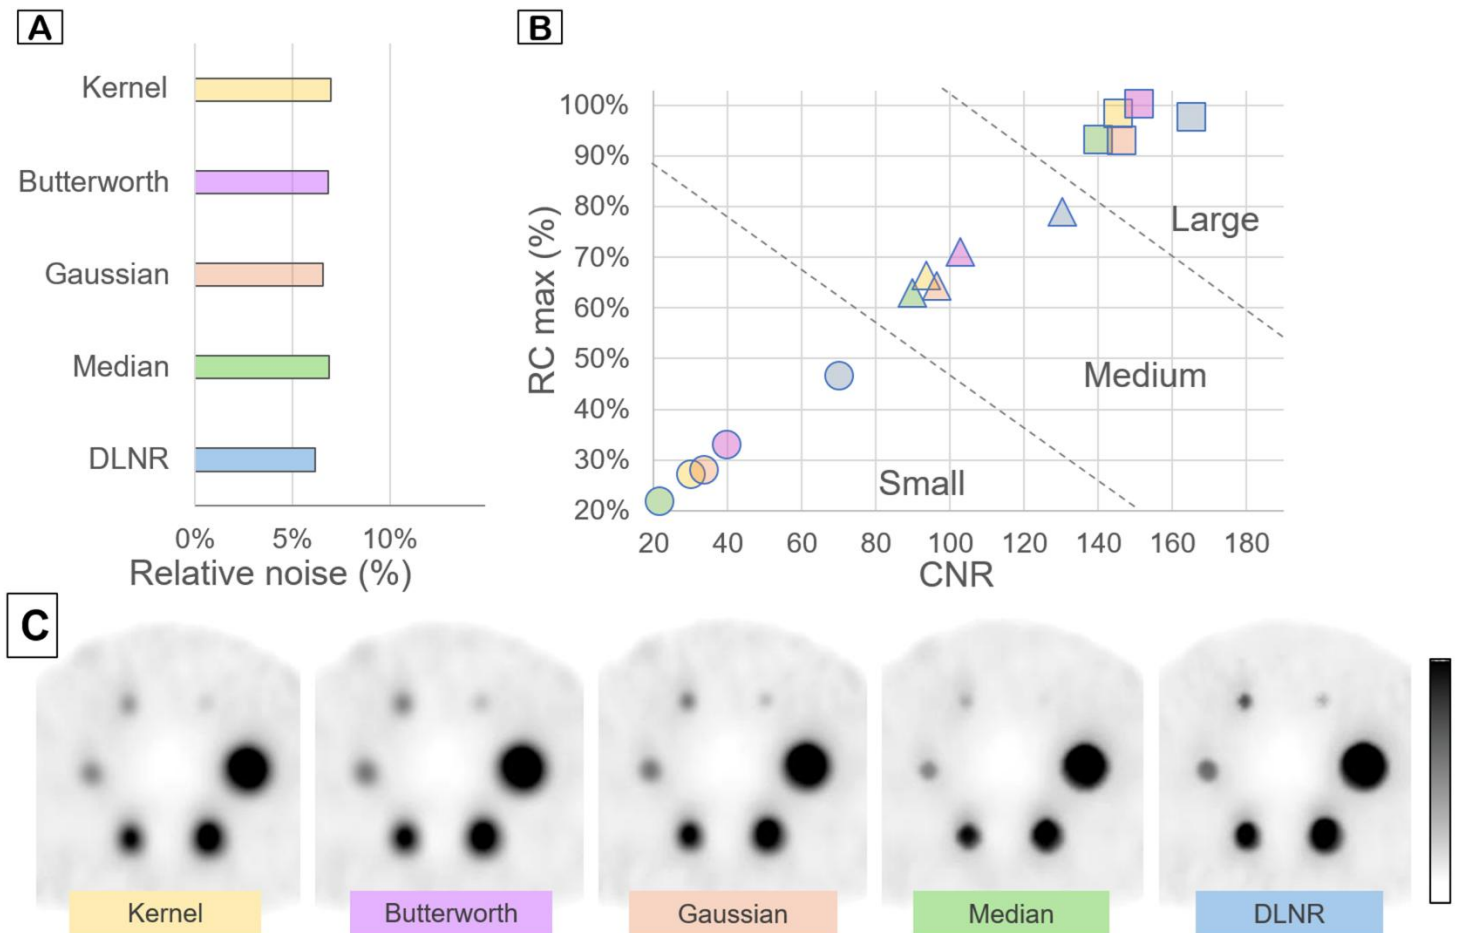 A
Kernel
Butterworth
Gaussian
Median
DLNR
0% 5% 10%
Relative noise (%)
B
RC max (%)
100%
90%
80%
70%
60%
50%
40%
30%
20%
Large
Medium
Small
20 40 60 80 100 120 140 160 180
CNR
C
Kernel Butterworth Gaussian Median DLNR